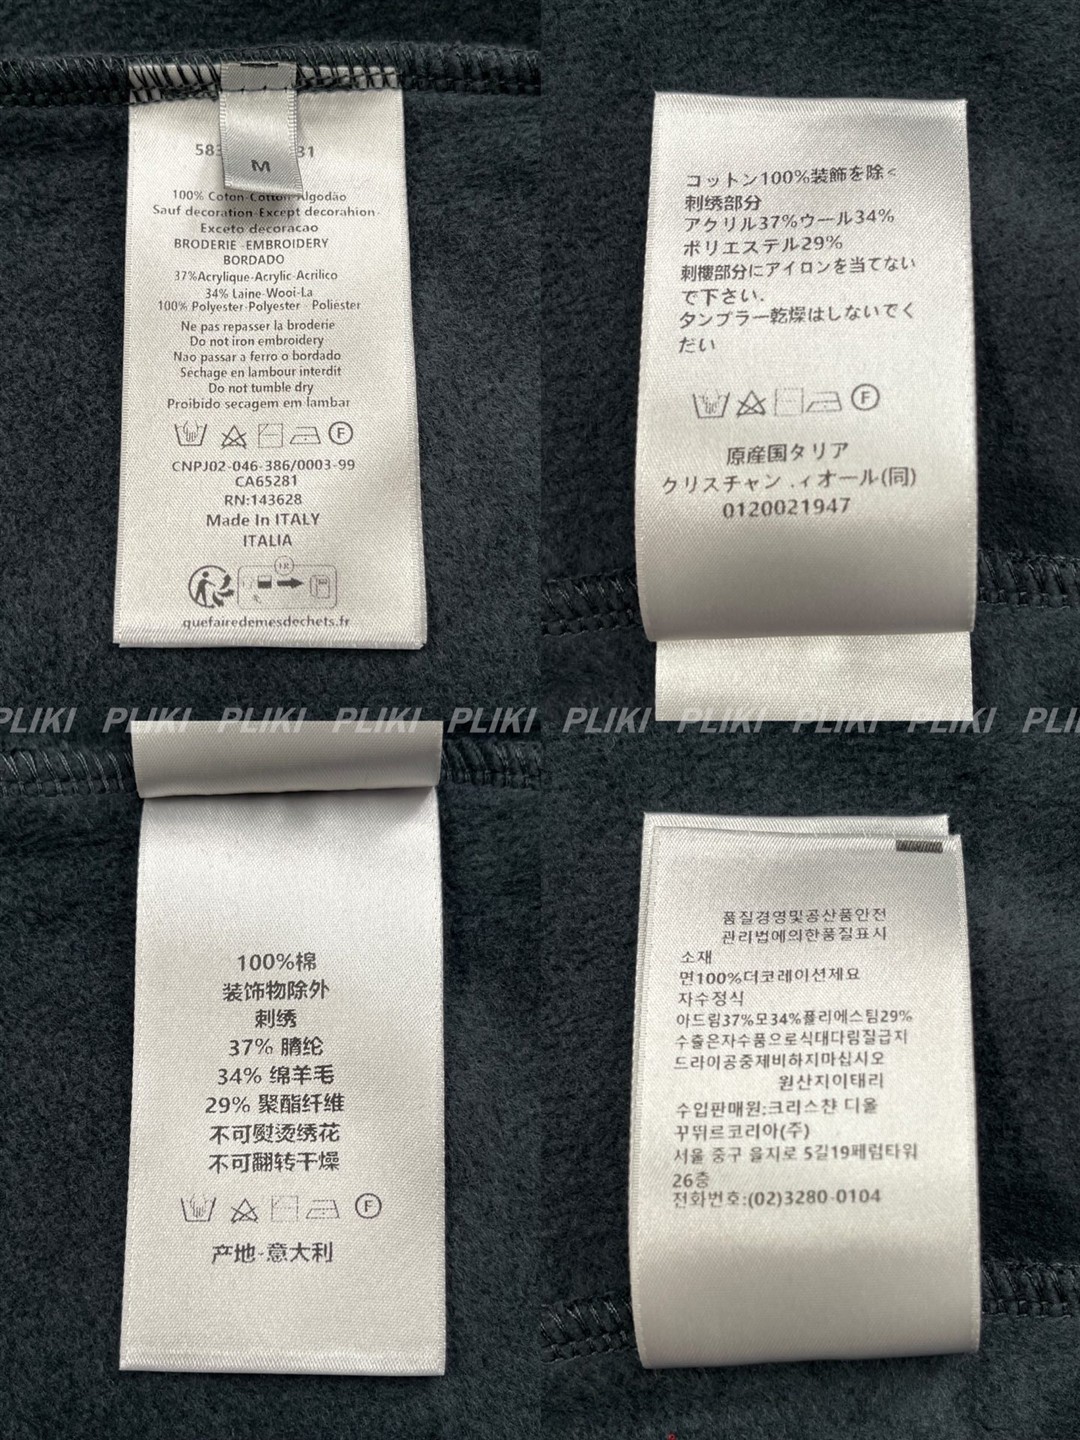 583 31
M
100% Coton-Cotton-Algodão
Sauf decoration-Except decorahion-
Exceto decoracao
BRODERIE -EMBROIDERY
BORDADO
37%Acrylique-Acrylic-Acrilico
34% Laine-Wooi-La
100% Polyester-Polyester - Poliéster
Ne pas repasser la broderie
Do not iron embroidery
Nao passar a ferro o bordado
Séchage en lambour interdit
Do not tumble dry
Proibido secagem em lambar
F
CNPJ02-046-386/0003-99
CA65281
RN:143628
Made In ITALY
ITALIA
FR
quefairedemesdechets.fr
コットン100%装飾を除<
刺绣部分
アクリル37%ウール34%
ポリエステル29%
刺樓部分にアイロンを当てない
で下さい.
タンブラー乾燥はしないでく
だい
F
原産国タリア
クリスチャン .ィオール(同)
0120021947
PLIKI PLIKI PLIKI PLIKI PLIKI PLIKI PLIKI PLIKI PLIKI PLI
100%棉
装饰物除外
刺绣
37% 腈纶
34% 绵羊毛
29% 聚酯纤维
不可熨烫绣花
不可翻转干燥
F
产地-意大利
품질경영및공산품안전
관리법에의한품질표시
소재
면100%더코레이션제요
자수정식
아드림37%모34%풀리에스팀29%
수출은자수품으로식대다림질급지
드라이공중제비하지마십시오
원산지이태리
수입판매원:크리스챤 디올
꾸뛰르코리아(주)
서울 중구 을지로 5길19페럼타워
26층
전화번호:(02)3280-0104